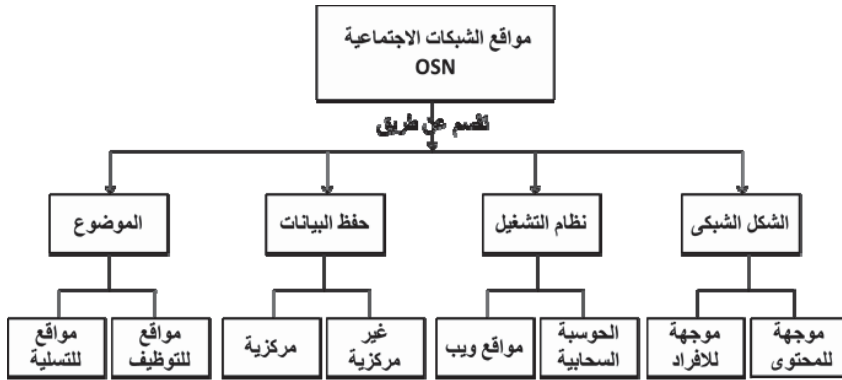 مواقع الشبكات الاجتماعية
OSN
تقسم عن طريق
الشكل الشبكى
نظام التشغيل
حفظ البيانات
الموضوع
موجهة
للمحتوى
موجهة
للافراد
الحوسبة
السحابية
مواقع ويب
غير
مركزية
مركزية
مواقع
للتوظيف
مواقع
للتسلية